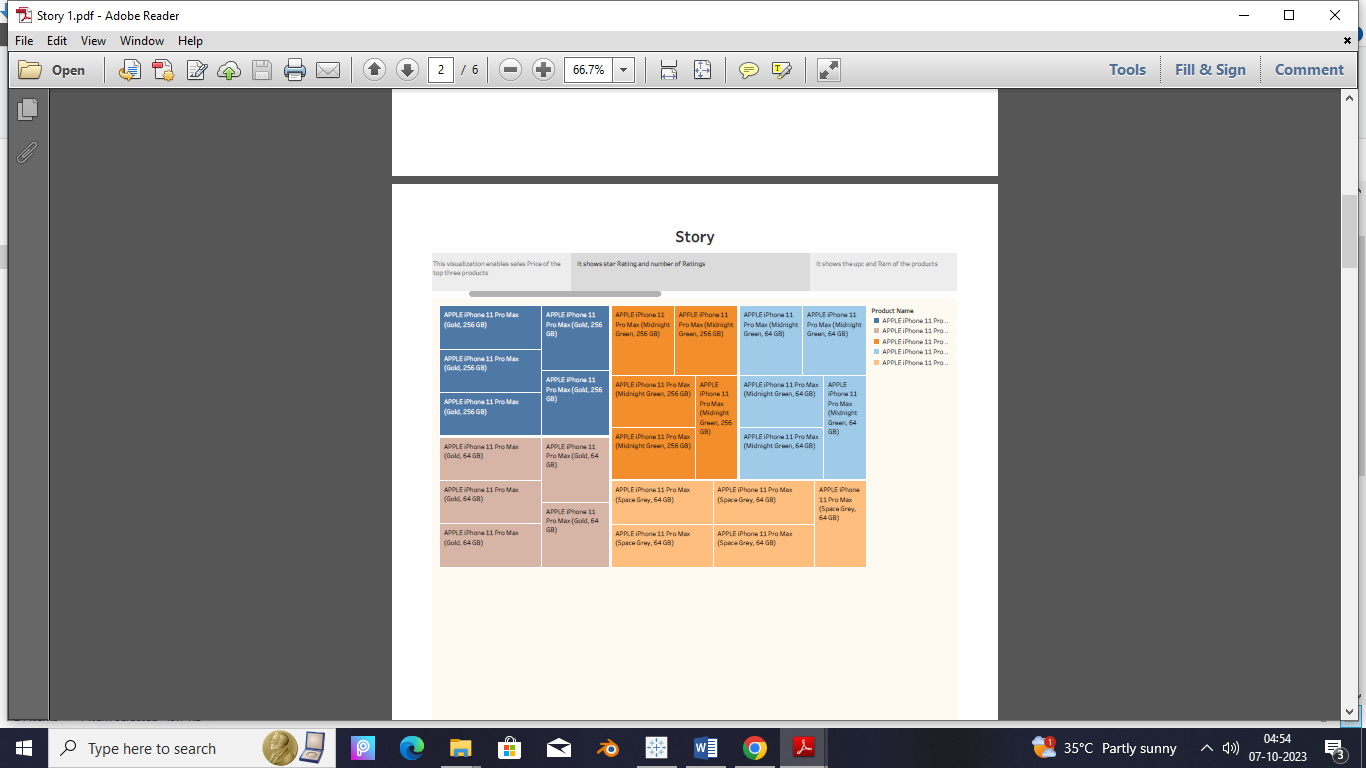 Story 1.pdf - Adobe Reader
File Edit View Window Help
Open
2 / 6
66.7%
Tools Fill & Sign Comment
Story
This visualization enables sales Price of the
top three products
It shows star Rating and number of Ratings
It shows the upc and Ram of the products
APPLE iPhone 11 Pro Max
(Gold, 256 GB)
APPLE iPhone 11 Pro Max
(Gold, 256 GB)
APPLE iPhone 11 Pro Max
(Gold, 256 GB)
APPLE iPhone 11
Pro Max (Gold, 256
GB)
APPLE iPhone 11
Pro Max (Gold, 256
GB)
APPLE iPhone 11
Pro Max (Midnight
Green, 256 GB)
APPLE iPhone 11
Pro Max (Midnight
Green, 256 GB)
APPLE iPhone 11 Pro Max
(Midnight Green, 256 GB)
APPLE iPhone 11 Pro Max
(Midnight Green, 256 GB)
APPLE
iPhone 11
Pro Max
(Midnight
Green, 256
GB)
APPLE iPhone 11
Pro Max (Midnight
Green, 64 GB)
APPLE iPhone 11
Pro Max (Midnight
Green, 64 GB)
APPLE iPhone 11 Pro Max
(Midnight Green, 64 GB)
APPLE iPhone 11 Pro Max
(Midnight Green, 64 GB)
APPLE
iPhone 11
Pro Max
(Midnight
Green, 64
GB)
Product Name
APPLE iPhone 11 Pro ..
APPLE iPhone 11 Pro ..
APPLE iPhone 11 Pro ..
APPLE iPhone 11 Pro ..
APPLE iPhone 11 Pro ..
APPLE iPhone 11 Pro Max
(Gold, 64 GB)
APPLE iPhone 11 Pro Max
(Gold, 64 GB)
APPLE iPhone 11 Pro Max
(Gold, 64 GB)
APPLE iPhone 11
Pro Max (Gold, 64
GB)
APPLE iPhone 11
Pro Max (Gold, 64
GB)
APPLE iPhone 11 Pro Max
(Space Grey, 64 GB)
APPLE iPhone 11 Pro Max
(Space Grey, 64 GB)
APPLE iPhone 11 Pro Max
(Space Grey, 64 GB)
APPLE iPhone 11 Pro Max
(Space Grey, 64 GB)
APPLE iPhone
11 Pro Max
(Space Grey,
64 GB)
Type here to search
35°C Partly sunny
04:54
07-10-2023
3